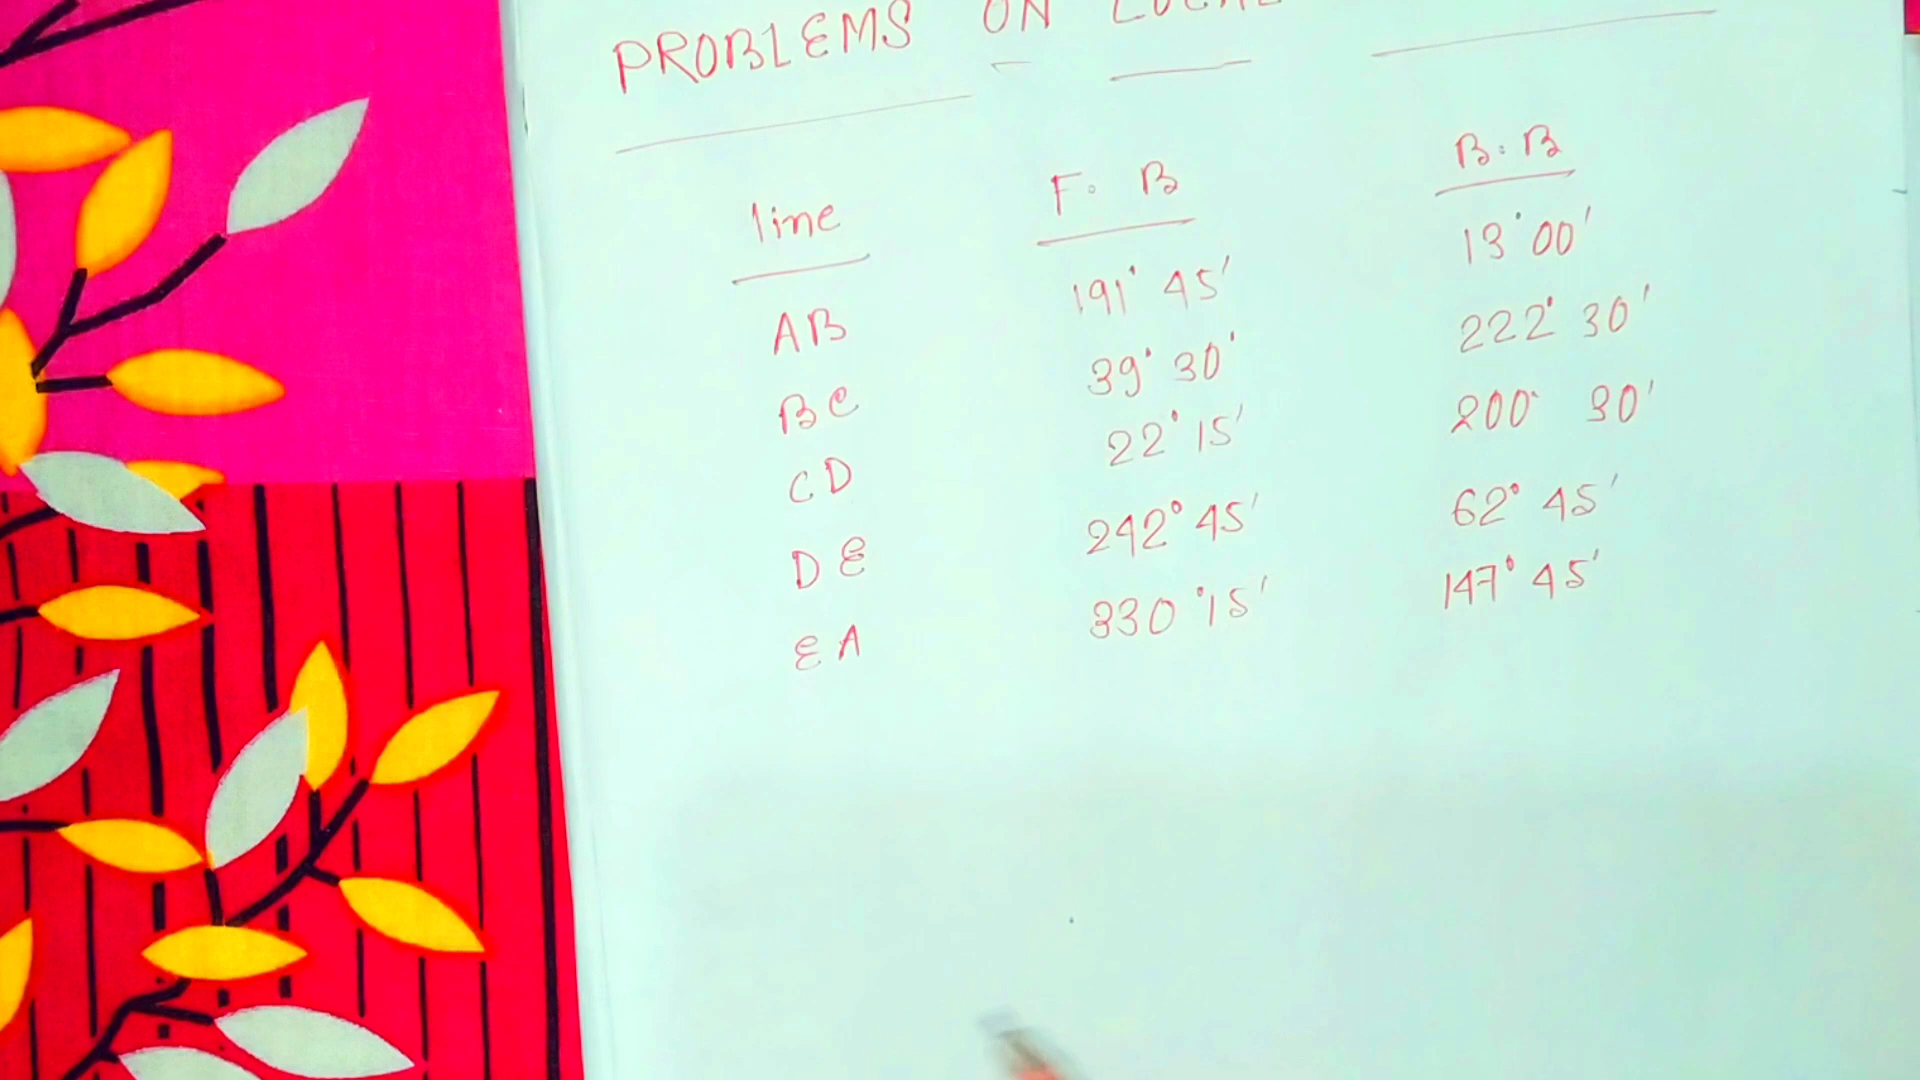 PROBLEMS ON LOCAL
line F. B B.B
AB 191° 45' 13° 00'
BC 39° 30' 222° 30'
CD 22° 15' 200° 30'
DE 242° 45' 62° 45'
EA 330° 15' 147° 45'